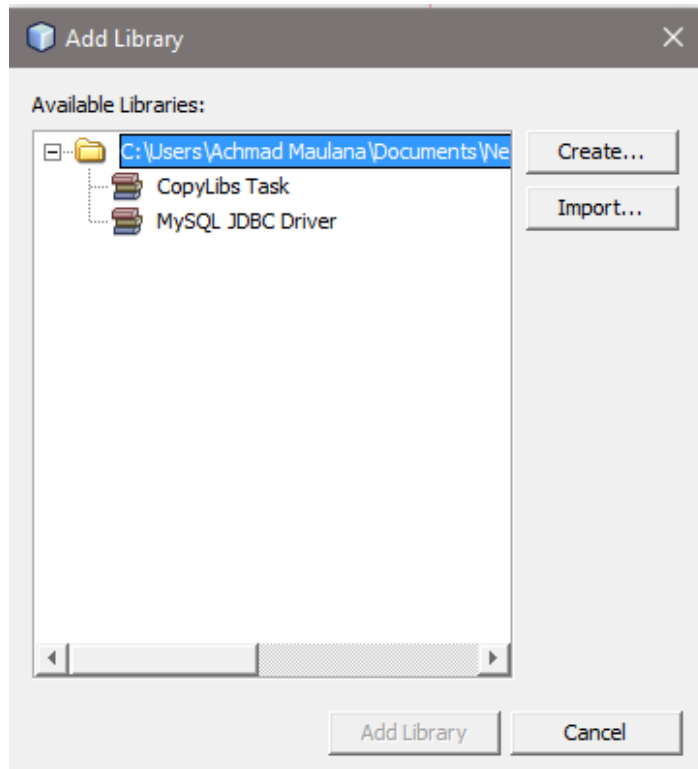 Add Library
Available Libraries:
C:\Users\Achmad Maulana\Documents\Ne
CopyLibs Task
MySQL JDBC Driver
Create...
Import...
Add Library
Cancel